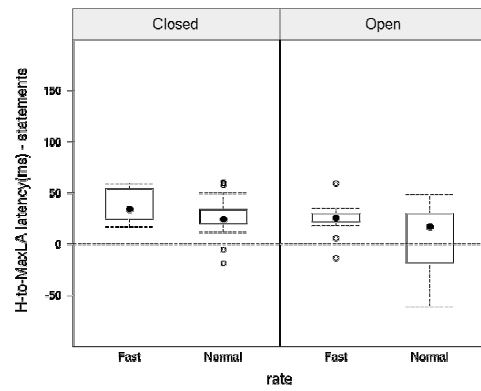 Closed Open
H-to-MaxLA latency(ms) - statements
150
100
50
0
-50
Fast Normal Fast Normal
rate